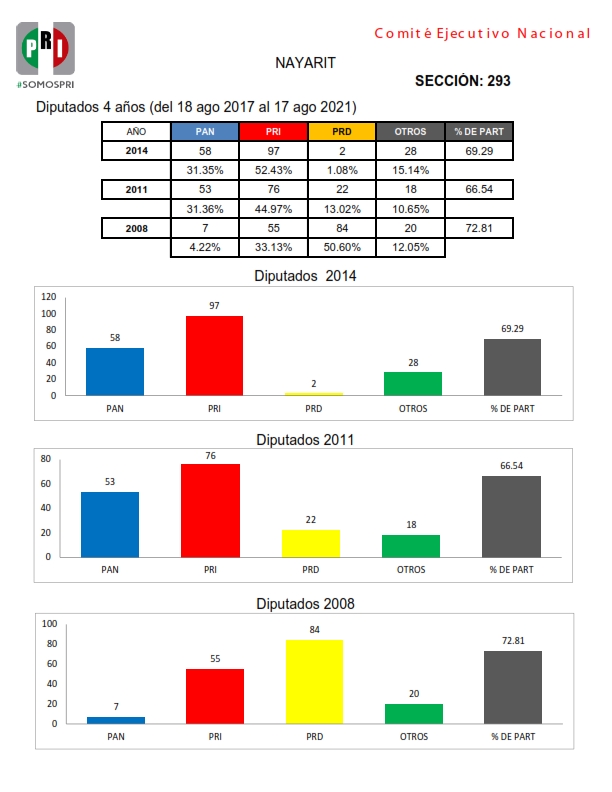 Comité Ejecutivo Nacional
PRI
#SOMOSPRI
NAYARIT
SECCIÓN: 293
Diputados 4 años (del 18 ago 2017 al 17 ago 2021)
AÑO PAN PRI PRD OTROS % DE PART
2014 58 97 2 28 69.29
31.35% 52.43% 1.08% 15.14%
2011 53 76 22 18 66.54
31.36% 44.97% 13.02% 10.65%
2008 7 55 84 20 72.81
4.22% 33.13% 50.60% 12.05%
Diputados 2014
120
100
80
60
40
20
0
58 97 2 28 69.29
PAN PRI PRD OTROS % DE PART
Diputados 2011
80
60
40
20
0
53 76 22 18 66.54
PAN PRI PRD OTROS % DE PART
Diputados 2008
100
80
60
40
20
0
7 55 84 20 72.81
PAN PRI PRD OTROS % DE PART